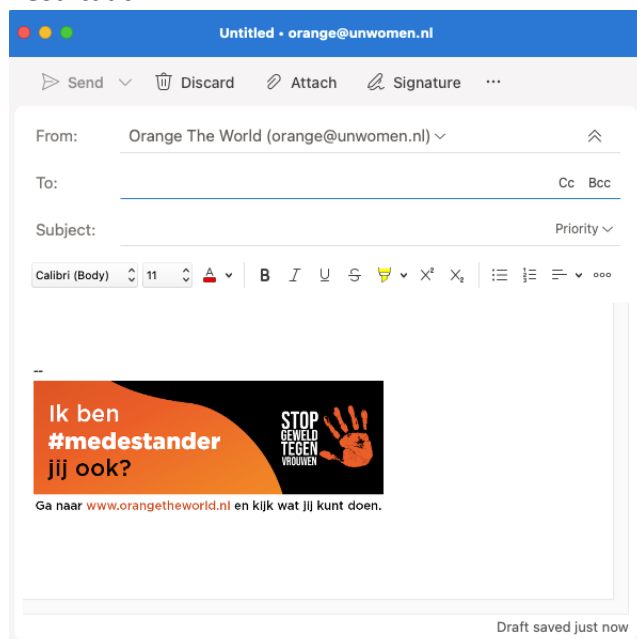 Untitled • orange@unwomen.nl
Send Discard Attach Signature ...
From: Orange The World (orange@unwomen.nl)
To: Cc Bcc
Subject: Priority
Calibri (Body) 11 A B I U S X² X₂
--
Ik ben
#medestander
jij ook?
STOP
GEWELD
TEGEN
VROUWEN
Ga naar www.orangetheworld.nl en kijk wat jij kunt doen.
Draft saved just now